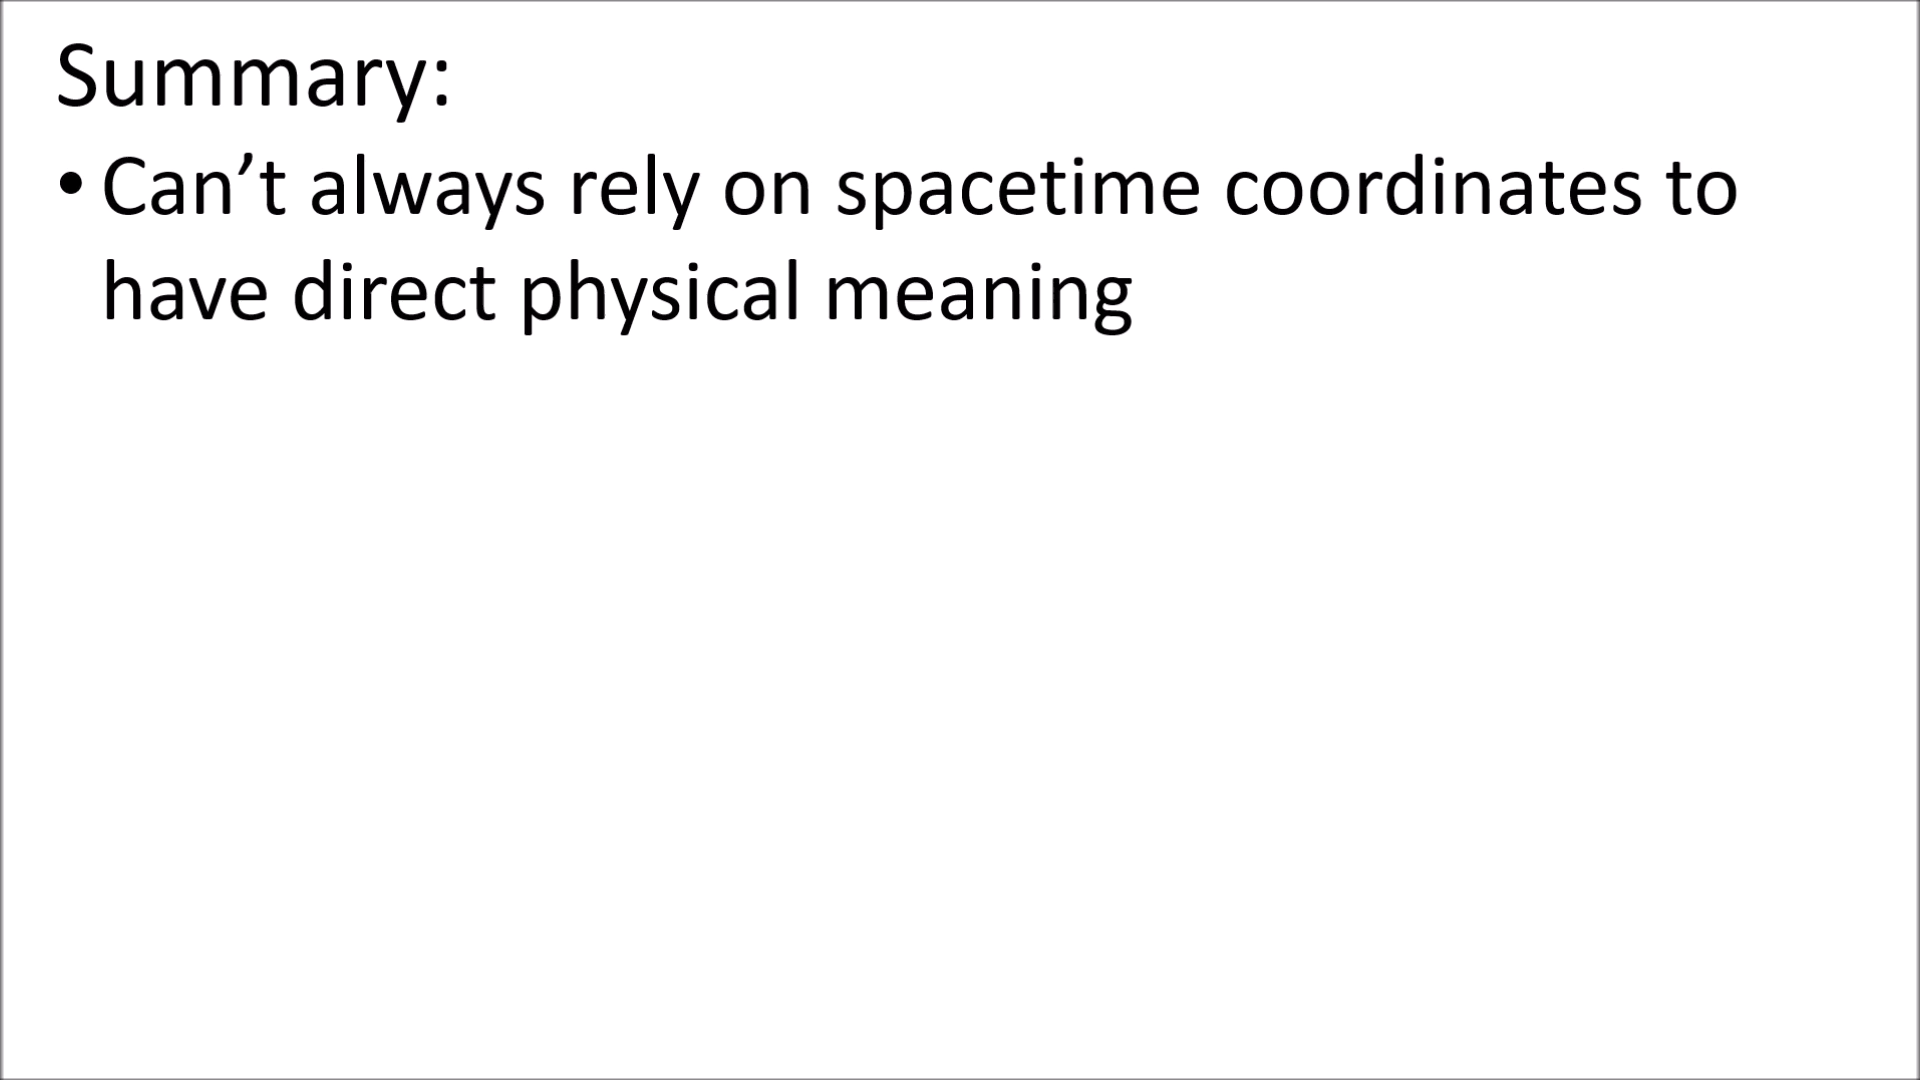 Summary:
• Can’t always rely on spacetime coordinates to
have direct physical meaning